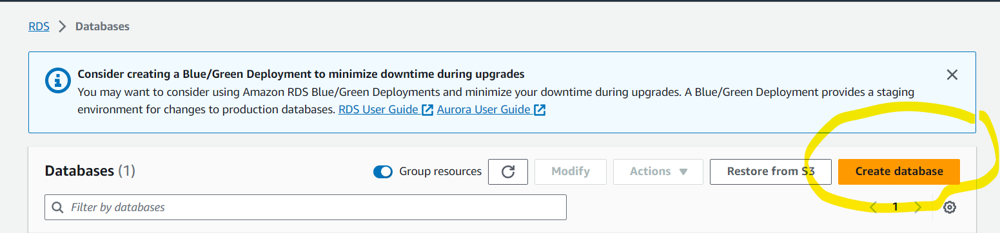 RDS > Databases
Consider creating a Blue/Green Deployment to minimize downtime during upgrades
You may want to consider using Amazon RDS Blue/Green Deployments and minimize your downtime during upgrades. A Blue/Green Deployment provides a staging
environment for changes to production databases. RDS User Guide Aurora User Guide
Databases (1) Group resources Modify Actions Restore from S3 Create database
Filter by databases 1